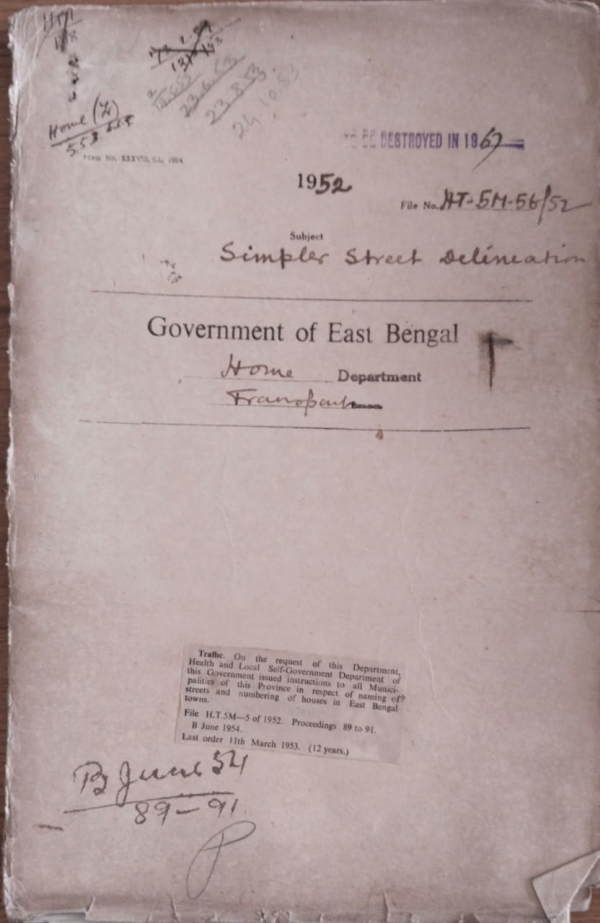 Home (Tr)
TO BE DESTROYED IN 1967
1952
File No. HT-5M-56/52
Subject
Simpler Street Delineation
Government of East Bengal
Home Department
Transport
Traffic. On the request of this Department,
Health and Local Self-Government Department of
this Government issued instructions to all Munici-
palities of this Province in respect of naming of
streets and numbering of houses in East Bengal
towns.
File H.T.5M—5 of 1952. Proceedings 89 to 91.
B June 1954.
Last order 11th March 1953. (12 years.)
B June 54
89-91